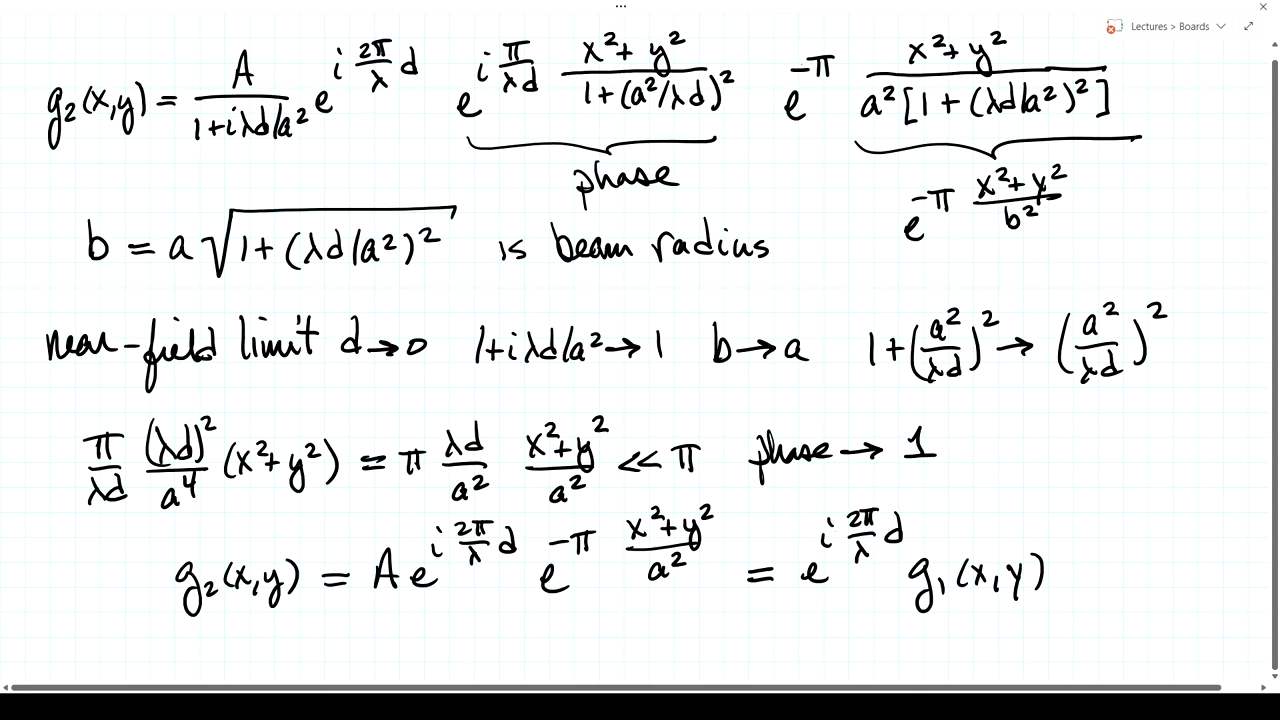 Lectures > Boards
g₂(x,y) = A / (1+iλd/a²) e^{i 2π/λ d} e^{i π/λd (x²+y²)/(1+(a²/λd)²)} e^{-π (x²+y²)/(a²[1+(λd/a²)²])}
phase
e^{-π (x²+y²)/b²}
b = a √(1+(λd/a²)²) is beam radius
near-field limit d→0 1+iλd/a²→1 b→a 1+(a²/λd)²→(a²/λd)²
π/λd (λd)²/a⁴ (x²+y²) = π λd/a² (x²+y²)/a² << π phase → 1
g₂(x,y) = A e^{i 2π/λ d} e^{-π (x²+y²)/a²} = e^{i 2π/λ d} g₁(x,y)